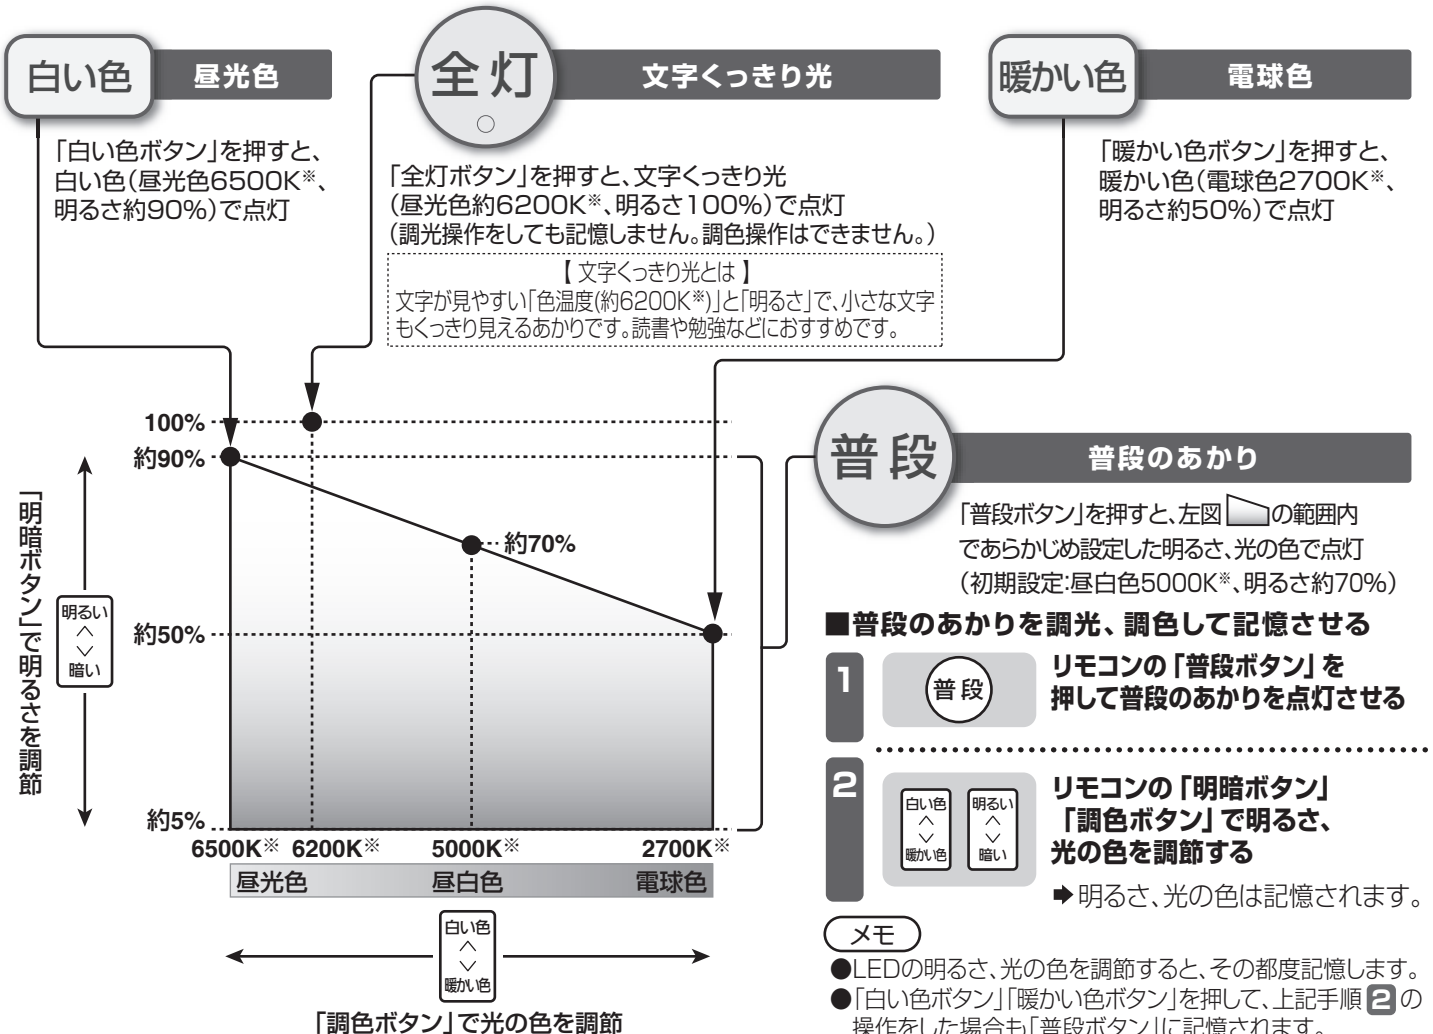 白い色
昼光色
「白い色ボタン」を押すと、
白い色(昼光色6500K※、
明るさ約90%)で点灯
全灯
文字くっきり光
「全灯ボタン」を押すと、文字くっきり光
(昼光色約6200K※、明るさ100%)で点灯
(調光操作をしても記憶しません。調色操作はできません。)
【 文字くっきり光とは 】
文字が見やすい「色温度(約6200K※)」と「明るさ」で、小さな文字
もくっきり見えるあかりです。読書や勉強などにおすすめです。
暖かい色
電球色
「暖かい色ボタン」を押すと、
暖かい色(電球色2700K※、
明るさ約50%)で点灯
100%
約90%
約70%
約50%
約5%
「明暗ボタン」で明るさを調節
明るい
暗い
6500K※ 6200K※ 5000K※ 2700K※
昼光色 昼白色 電球色
白い色
暖かい色
「調色ボタン」で光の色を調節
普段
普段のあかり
「普段ボタン」を押すと、左図の範囲内
であらかじめ設定した明るさ、光の色で点灯
(初期設定:昼白色5000K※、明るさ約70%)
■普段のあかりを調光、調色して記憶させる
1
普段
リモコンの「普段ボタン」を
押して普段のあかりを点灯させる
2
白い色
暖かい色
明るい
暗い
リモコンの「明暗ボタン」
「調色ボタン」で明るさ、
光の色を調節する
➡明るさ、光の色は記憶されます。
メモ
●LEDの明るさ、光の色を調節すると、その都度記憶します。
●「白い色ボタン」「暖かい色ボタン」を押して、上記手順2の
操作をした場合も「普段ボタン」に記憶されます。